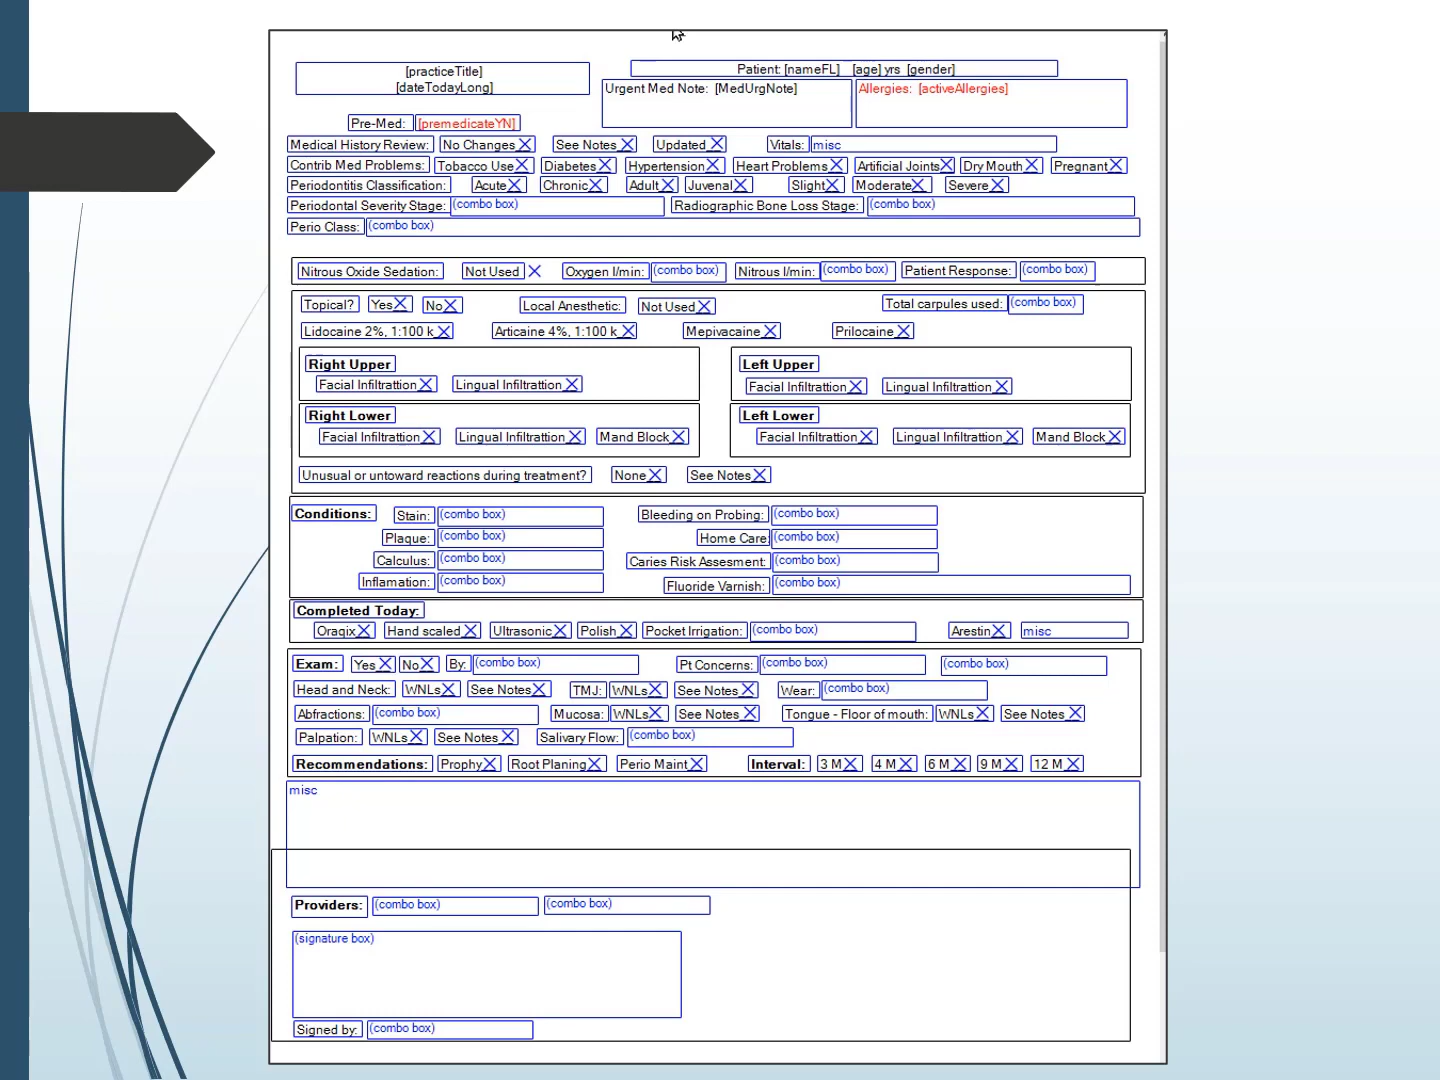 [practiceTitle]
[dateTodayLong]
Patient: [nameFL] [age] yrs [gender]
Urgent Med Note: [MedUrgNote]
Allergies: [activeAllergies]
Pre-Med: [premedicateYN]
Medical History Review: No Changes See Notes Updated Vitals: misc
Contrib Med Problems: Tobacco Use Diabetes Hypertension Heart Problems Artificial Joints Dry Mouth Pregnant
Periodontitis Classification: Acute Chronic Adult Juvenal Slight Moderate Severe
Periodontal Severity Stage: (combo box) Radiographic Bone Loss Stage: (combo box)
Perio Class: (combo box)
Nitrous Oxide Sedation: Not Used Oxygen l/min: (combo box) Nitrous l/min: (combo box) Patient Response: (combo box)
Topical? Yes No Local Anesthetic: Not Used Total carpules used: (combo box)
Lidocaine 2%, 1:100 k Articaine 4%, 1:100 k Mepivacaine Prilocaine
Right Upper Left Upper
Facial Infiltrattion Lingual Infiltrattion Facial Infiltrattion Lingual Infiltrattion
Right Lower Left Lower
Facial Infiltrattion Lingual Infiltrattion Mand Block Facial Infiltrattion Lingual Infiltrattion Mand Block
Unusual or untoward reactions during treatment? None See Notes
Conditions: Stain: (combo box) Bleeding on Probing: (combo box)
Plaque: (combo box) Home Care: (combo box)
Calculus: (combo box) Caries Risk Assesment: (combo box)
Inflamation: (combo box) Fluoride Varnish: (combo box)
Completed Today:
Oraqix Hand scaled Ultrasonic Polish Pocket Irrigation: (combo box) Arestin misc
Exam: Yes No By: (combo box) Pt Concerns: (combo box) (combo box)
Head and Neck: WNLs See Notes TMJ: WNLs See Notes Wear: (combo box)
Abfractions: (combo box) Mucosa: WNLs See Notes Tongue - Floor of mouth: WNLs See Notes
Palpation: WNLs See Notes Salivary Flow: (combo box)
Recommendations: Prophy Root Planing Perio Maint Interval: 3 M 4 M 6 M 9 M 12 M
misc
Providers: (combo box) (combo box)
(signature box)
Signed by: (combo box)